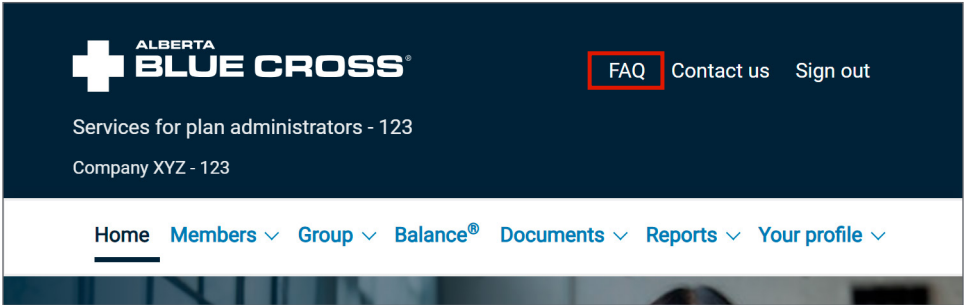 ALBERTA
BLUE CROSS®
FAQ Contact us Sign out
Services for plan administrators - 123
Company XYZ - 123
Home Members Group Balance® Documents Reports Your profile